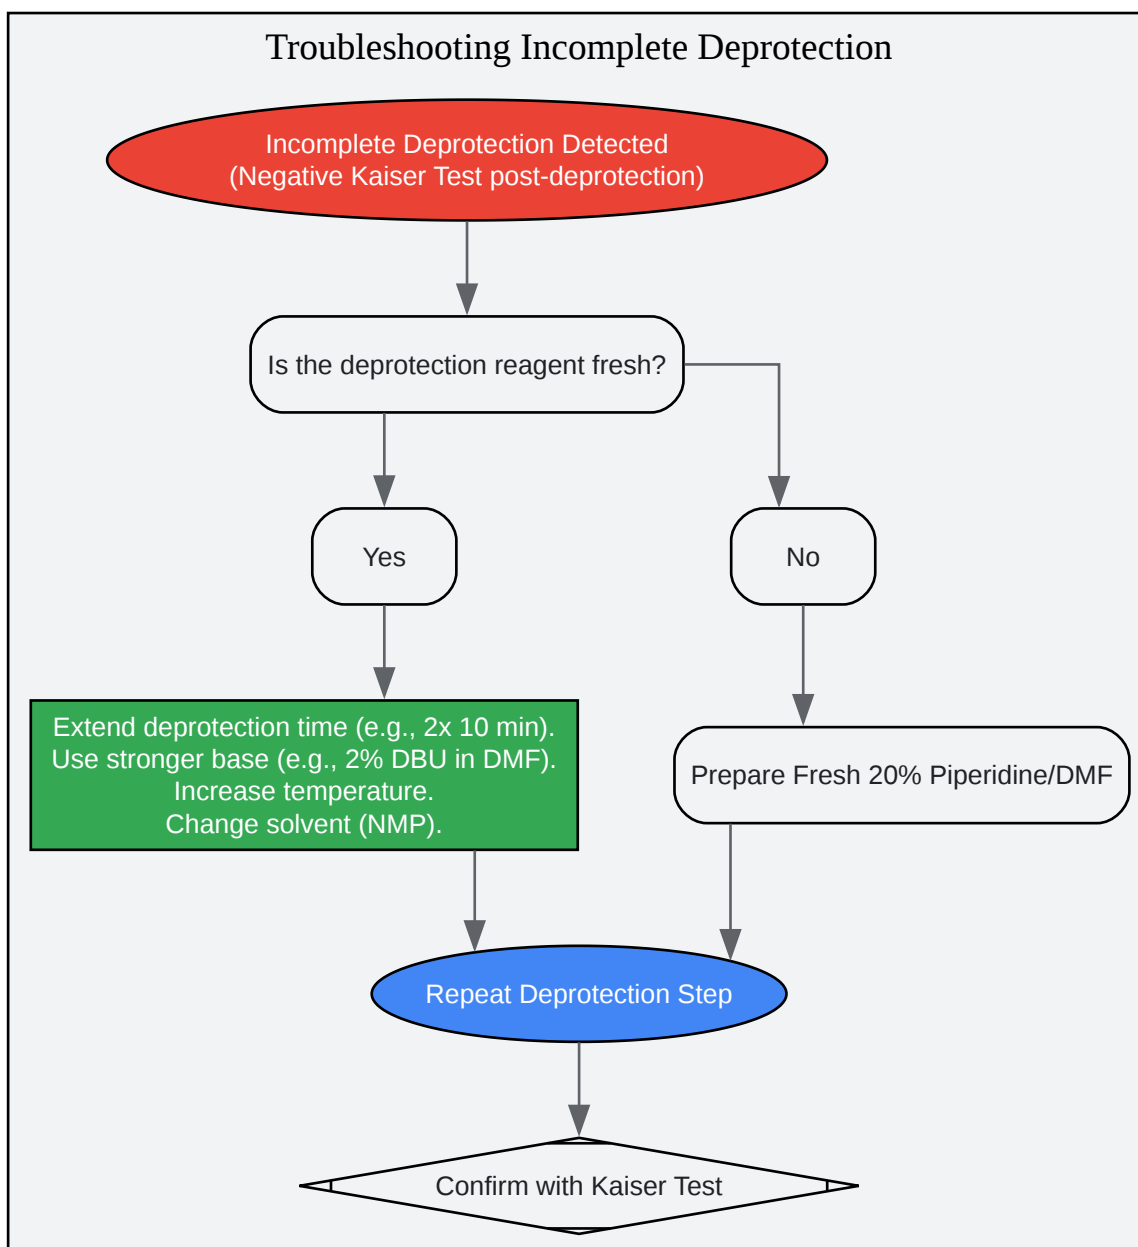 Troubleshooting Incomplete Deprotection
Incomplete Deprotection Detected
(Negative Kaiser Test post-deprotection)
Is the deprotection reagent fresh?
Yes
No
Extend deprotection time (e.g., 2x 10 min).
Use stronger base (e.g., 2% DBU in DMF).
Increase temperature.
Change solvent (NMP).
Prepare Fresh 20% Piperidine/DMF
Repeat Deprotection Step
Confirm with Kaiser Test